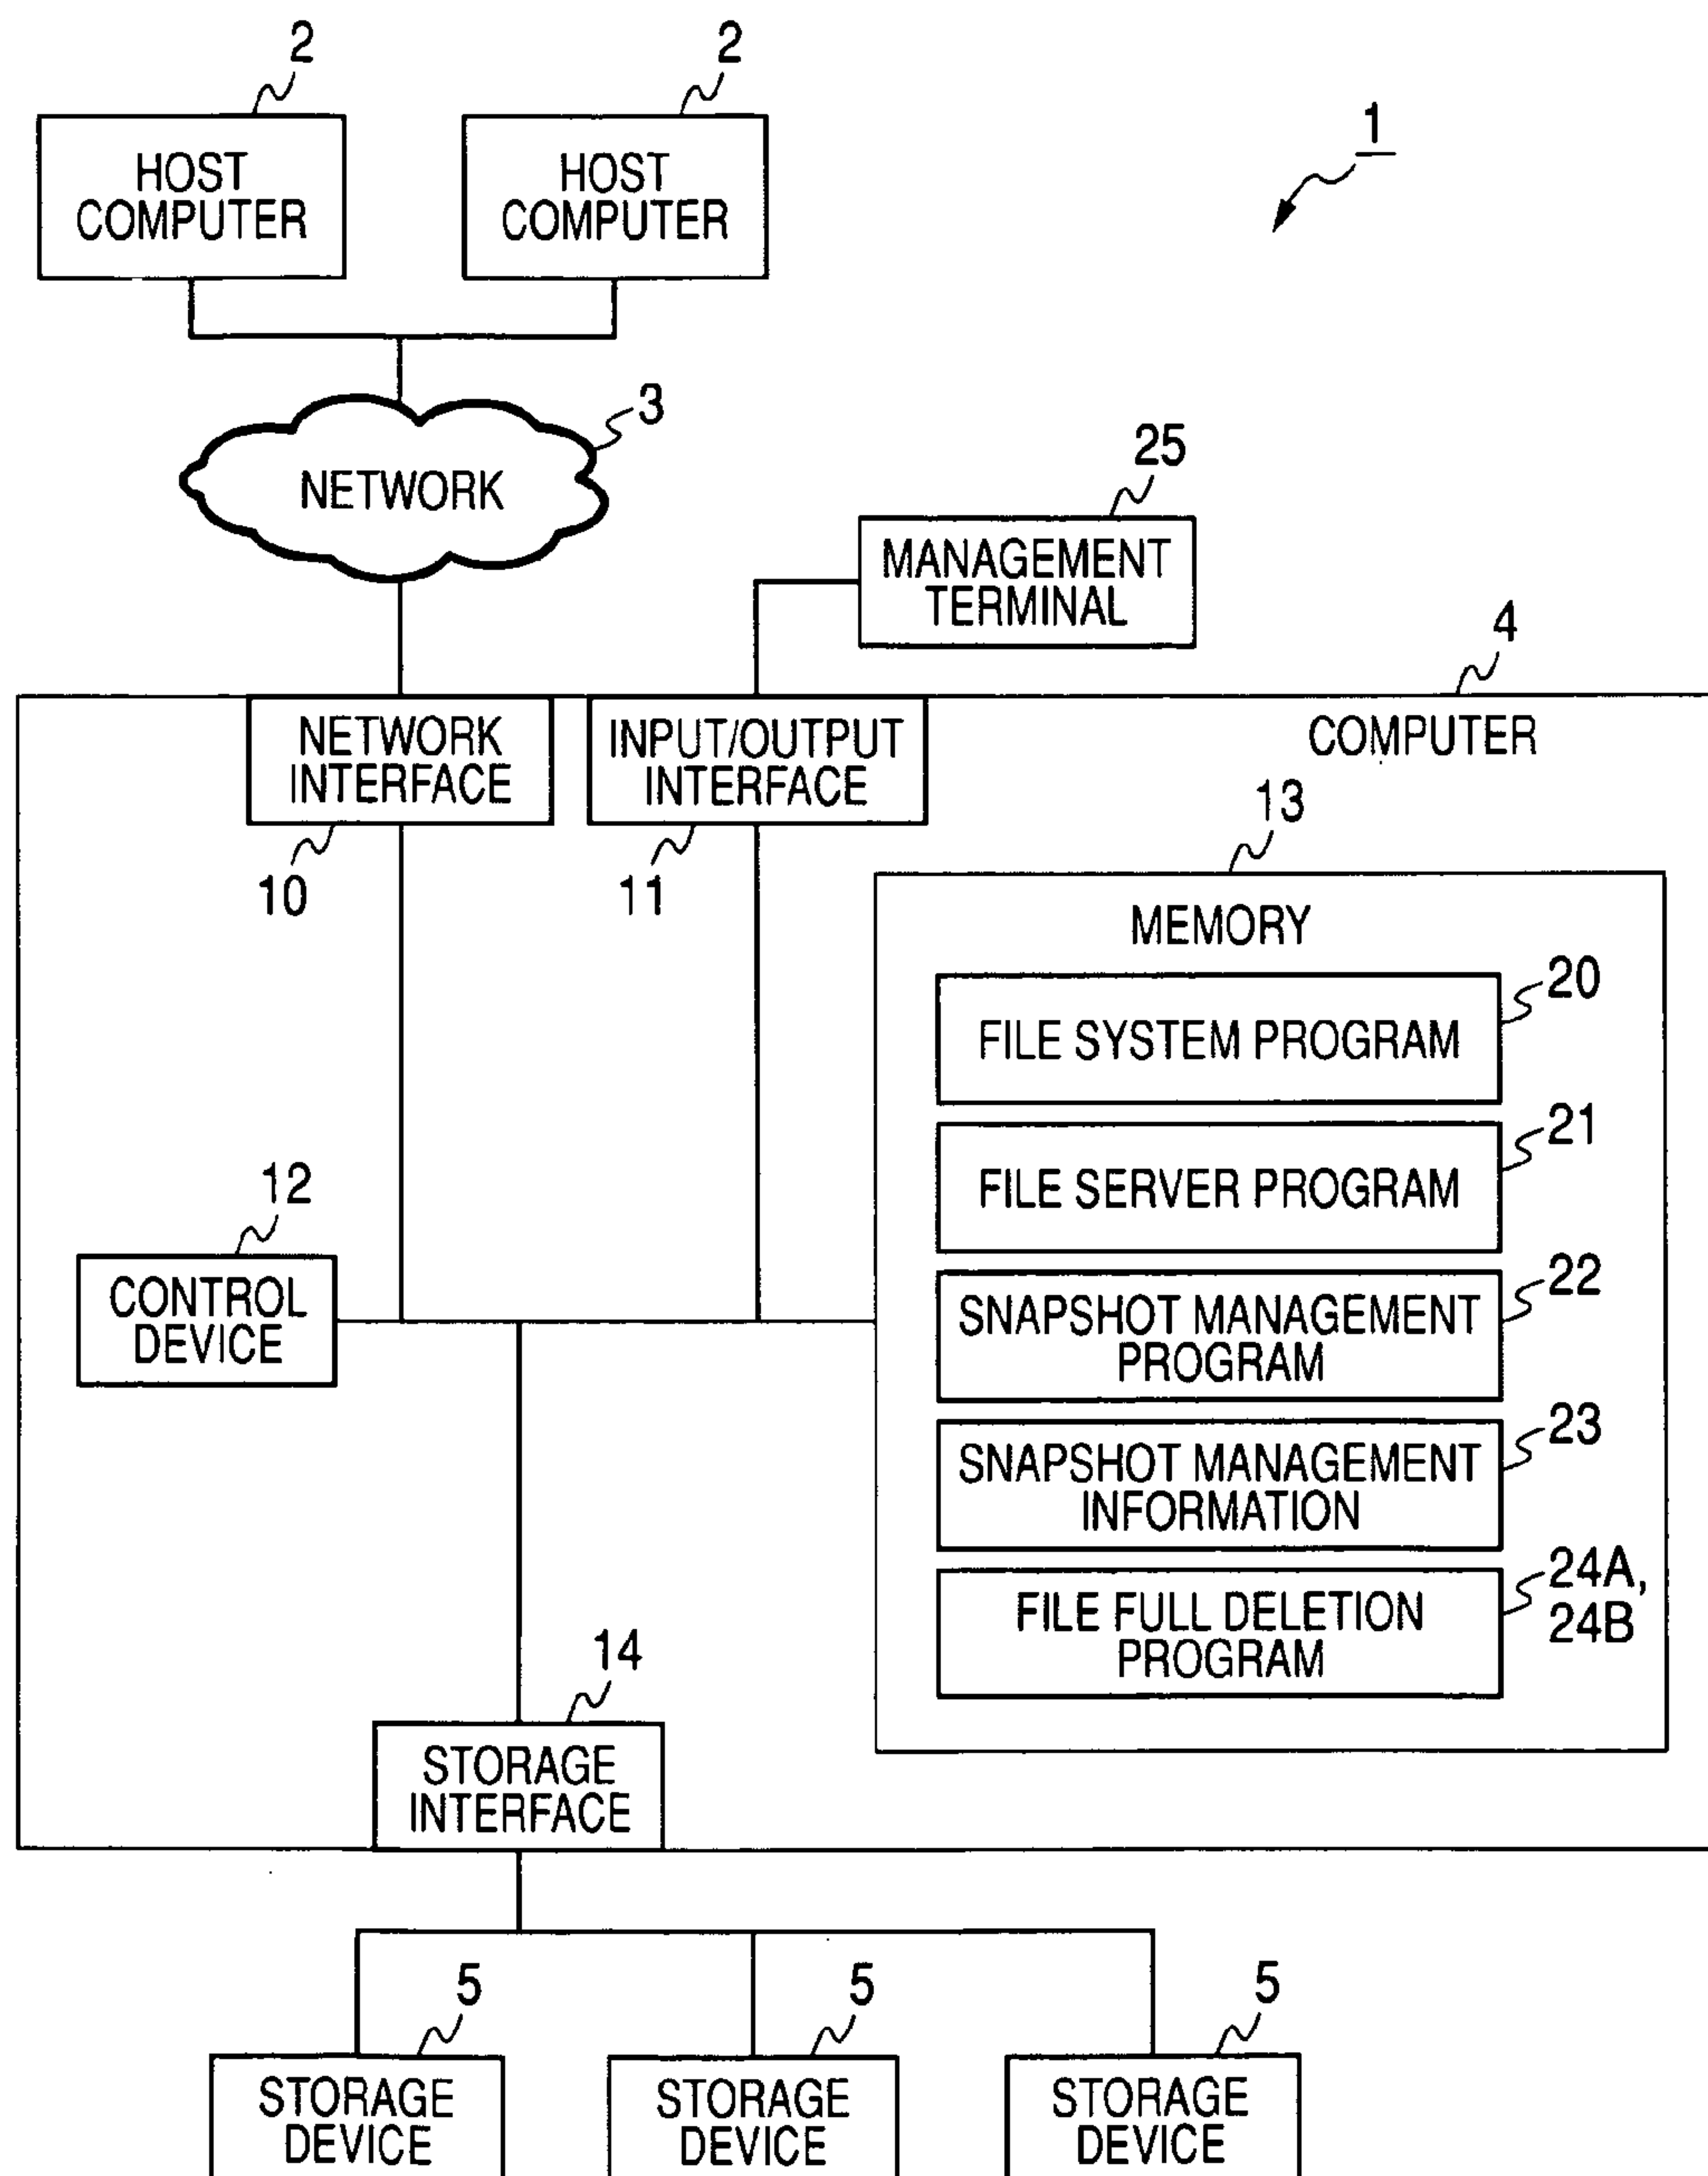 2
2
1
HOST
COMPUTER
HOST
COMPUTER
3
NETWORK
25
MANAGEMENT
TERMINAL
4
NETWORK
INTERFACE
INPUT/OUTPUT
INTERFACE
COMPUTER
10
11
13
MEMORY
20
FILE SYSTEM PROGRAM
21
FILE SERVER PROGRAM
12
CONTROL
DEVICE
22
SNAPSHOT MANAGEMENT
PROGRAM
23
SNAPSHOT MANAGEMENT
INFORMATION
24A,
24B
FILE FULL DELETION
PROGRAM
14
STORAGE
INTERFACE
5
5
5
STORAGE
DEVICE
STORAGE
DEVICE
STORAGE
DEVICE